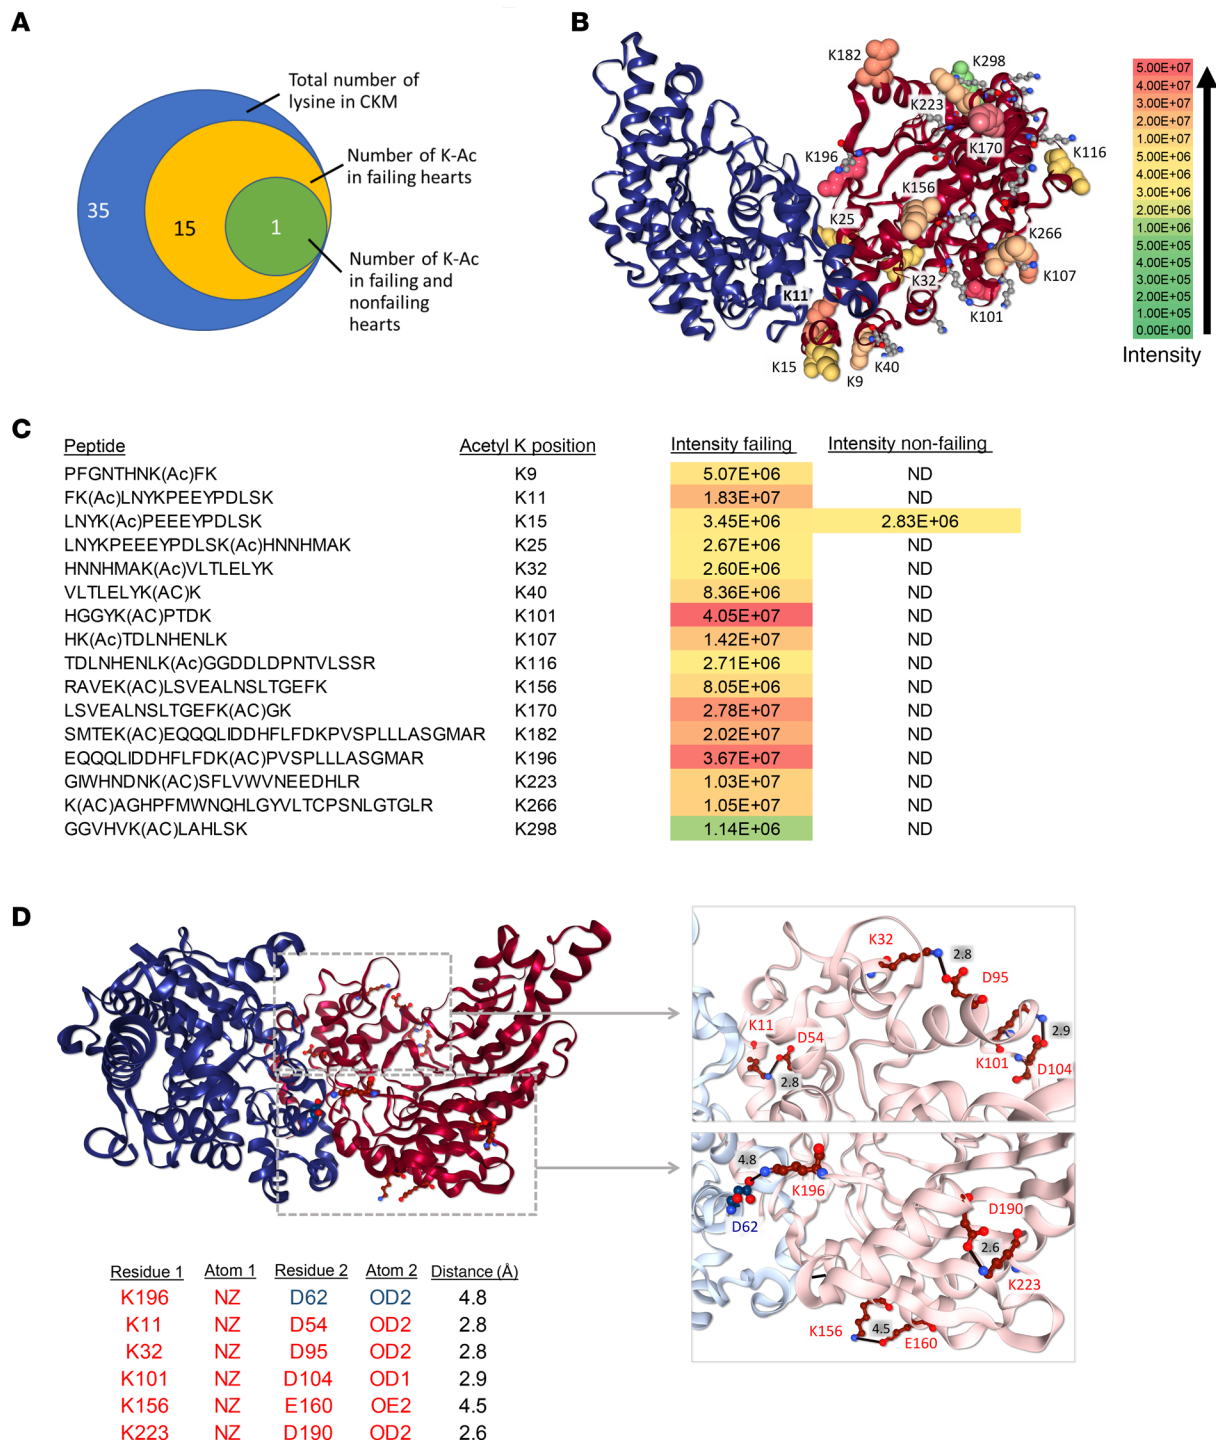 A
Total number of
lysine in CKM
Number of K-Ac
in failing hearts
35
15
1
Number of K-Ac
in failing and
nonfailing
hearts
B
K182
K298
K223
K170
K196
K116
K156
K25
K266
K32
K107
K11
K101
K15
K9
K40
5.00E+07
4.00E+07
3.00E+07
2.00E+07
1.00E+07
5.00E+06
4.00E+06
3.00E+06
2.00E+06
1.00E+06
5.00E+05
4.00E+05
3.00E+05
2.00E+05
1.00E+05
0.00E+00
Intensity
C
Peptide Acetyl K position Intensity failing Intensity non-failing
PFGNTHNK(Ac)FK K9 5.07E+06 ND
FK(Ac)LNYKPEEYPDLSK K11 1.83E+07 ND
LNYK(Ac)PEEEYPDLSK K15 3.45E+06 2.83E+06
LNYKPEEEYPDLSK(Ac)HNNHMAK K25 2.67E+06 ND
HNNHMAK(Ac)VLTLELYK K32 2.60E+06 ND
VLTLELYK(AC)K K40 8.36E+06 ND
HGGYK(AC)PTDK K101 4.05E+07 ND
HK(Ac)TDLNHENLK K107 1.42E+07 ND
TDLNHENLK(Ac)GGDDLDPNTVLSSR K116 2.71E+06 ND
RAVEK(AC)LSVEALNSLTGEFK K156 8.05E+06 ND
LSVEALNSLTGEFK(AC)GK K170 2.78E+07 ND
SMTEK(AC)EQQQLIDDHFLFDKPVSPLLLASGMAR K182 2.02E+07 ND
EQQQLIDDHFLFDK(AC)PVSPLLLASGMAR K196 3.67E+07 ND
GIWHNDNK(AC)SFLVWVNEEDHLR K223 1.03E+07 ND
K(AC)AGHPFMWNQHLGYVLTCPSNLGTGLR K266 1.05E+07 ND
GGVHVK(AC)LAHLSK K298 1.14E+06 ND
D
K32
2.8
D95
K11
D54
2.8
2.9
K101
D104
4.8
K196
D62
D190
2.6
K223
K156
4.5
E160
Residue 1 Atom 1 Residue 2 Atom 2 Distance (Å)
K196 NZ D62 OD2 4.8
K11 NZ D54 OD2 2.8
K32 NZ D95 OD2 2.8
K101 NZ D104 OD1 2.9
K156 NZ E160 OE2 4.5
K223 NZ D190 OD2 2.6